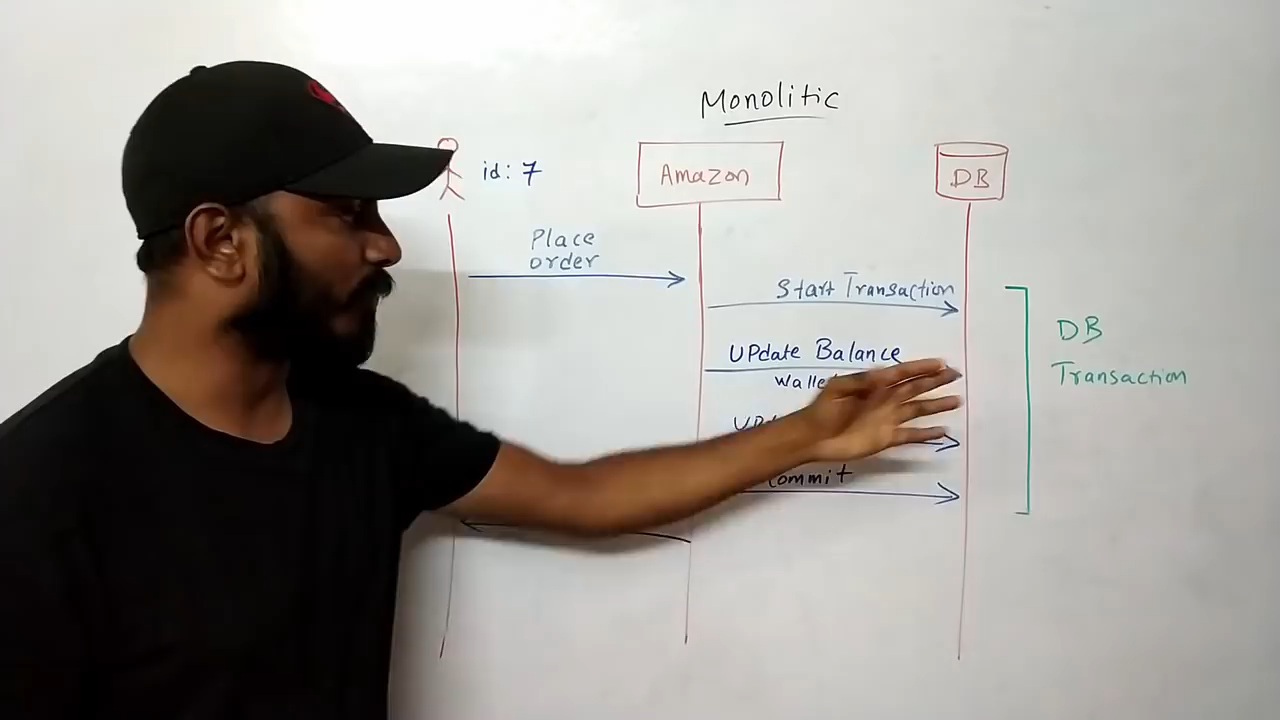 Monolitic
id: 7
Amazon
DB
Place
order
Start Transaction
UPdate Balance
DB
Transaction
Commit